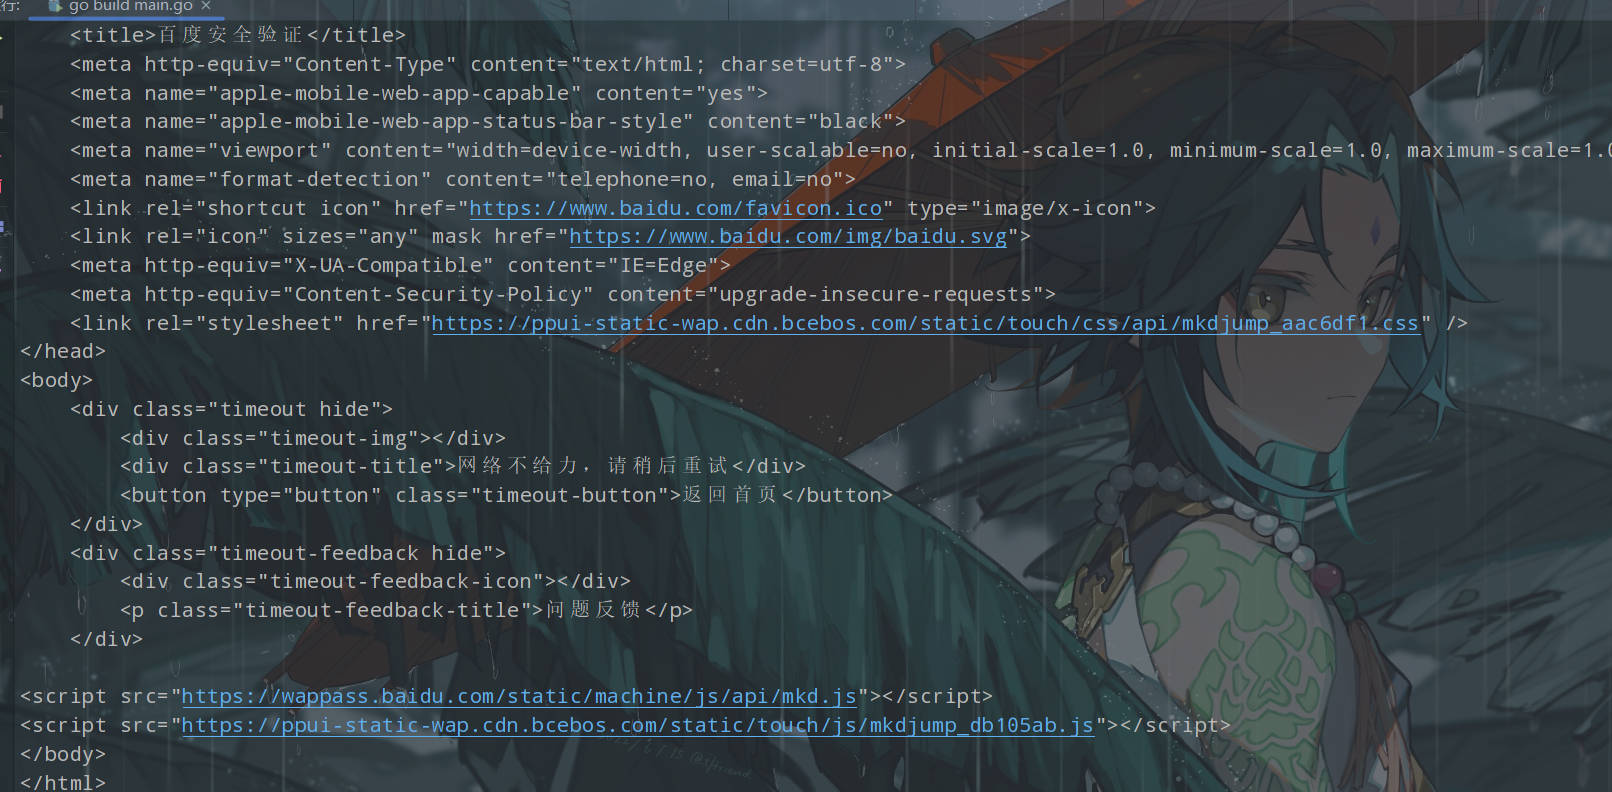 行:
go build main.go ×
<title>百度安全验证</title>
<meta http-equiv="Content-Type" content="text/html; charset=utf-8">
<meta name="apple-mobile-web-app-capable" content="yes">
<meta name="apple-mobile-web-app-status-bar-style" content="black">
<meta name="viewport" content="width=device-width, user-scalable=no, initial-scale=1.0, minimum-scale=1.0, maximum-scale=1.0
<meta name="format-detection" content="telephone=no, email=no">
<link rel="shortcut icon" href="https://www.baidu.com/favicon.ico" type="image/x-icon">
<link rel="icon" sizes="any" mask href="https://www.baidu.com/img/baidu.svg">
<meta http-equiv="X-UA-Compatible" content="IE=Edge">
<meta http-equiv="Content-Security-Policy" content="upgrade-insecure-requests">
<link rel="stylesheet" href="https://ppui-static-wap.cdn.bcebos.com/static/touch/css/api/mkdjump_aac6df1.css" />
</head>
<body>
<div class="timeout hide">
<div class="timeout-img"></div>
<div class="timeout-title">网络不给力，请稍后重试</div>
<button type="button" class="timeout-button">返回首页</button>
</div>
<div class="timeout-feedback hide">
<div class="timeout-feedback-icon"></div>
<p class="timeout-feedback-title">问题反馈</p>
</div>
<script src="https://wappass.baidu.com/static/machine/js/api/mkd.js"></script>
<script src="https://ppui-static-wap.cdn.bcebos.com/static/touch/js/mkdjump_db105ab.js"></script>
</body>
</html>